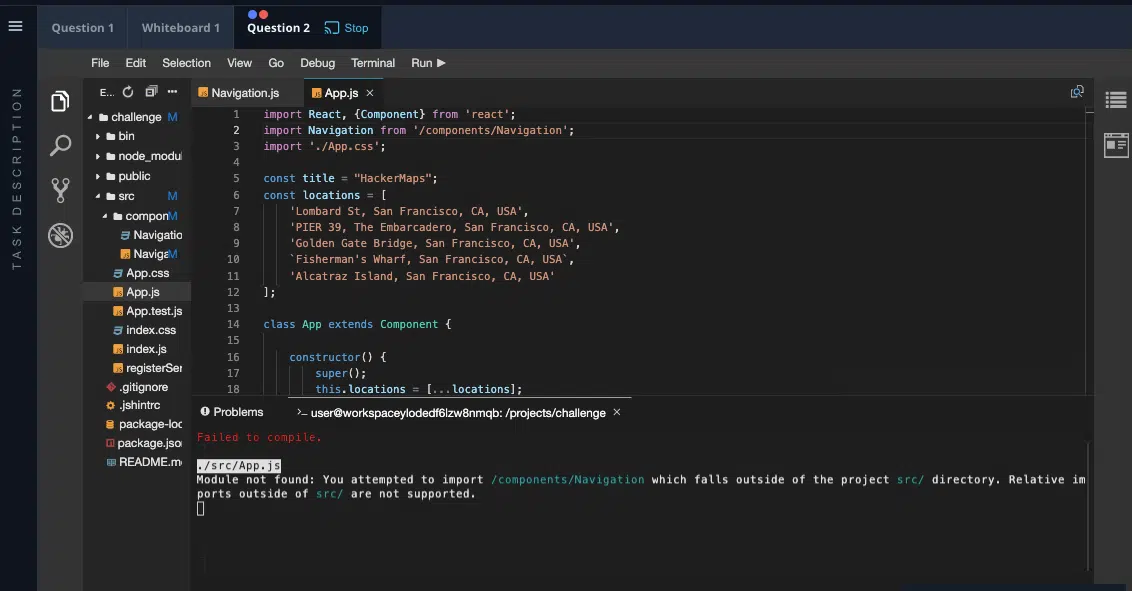 Question 1
Whiteboard 1
Question 2
Stop
File Edit Selection View Go Debug Terminal Run ▶
TASK DESCRIPTION
E...
challenge M
bin
node_modul
public
src M
compon M
Navigatio
Naviga M
App.css
App.js
App.test.js
index.css
index.js
registerSer
.gitignore
.jshintrc
package-loc
package.jso
README.m
Navigation.js
App.js ×
1 import React, {Component} from 'react';
2 import Navigation from '/components/Navigation';
3 import './App.css';
4
5 const title = "HackerMaps";
6 const locations = [
7 'Lombard St, San Francisco, CA, USA',
8 'PIER 39, The Embarcadero, San Francisco, CA, USA',
9 'Golden Gate Bridge, San Francisco, CA, USA',
10 `Fisherman's Wharf, San Francisco, CA, USA`,
11 'Alcatraz Island, San Francisco, CA, USA'
12 ];
13
14 class App extends Component {
15
16 constructor() {
17 super();
18 this.locations = [...locations];
Problems
>_ user@workspaceylodedf6lzw8nmqb: /projects/challenge ×
Failed to compile.
./src/App.js
Module not found: You attempted to import /components/Navigation which falls outside of the project src/ directory. Relative im
ports outside of src/ are not supported.